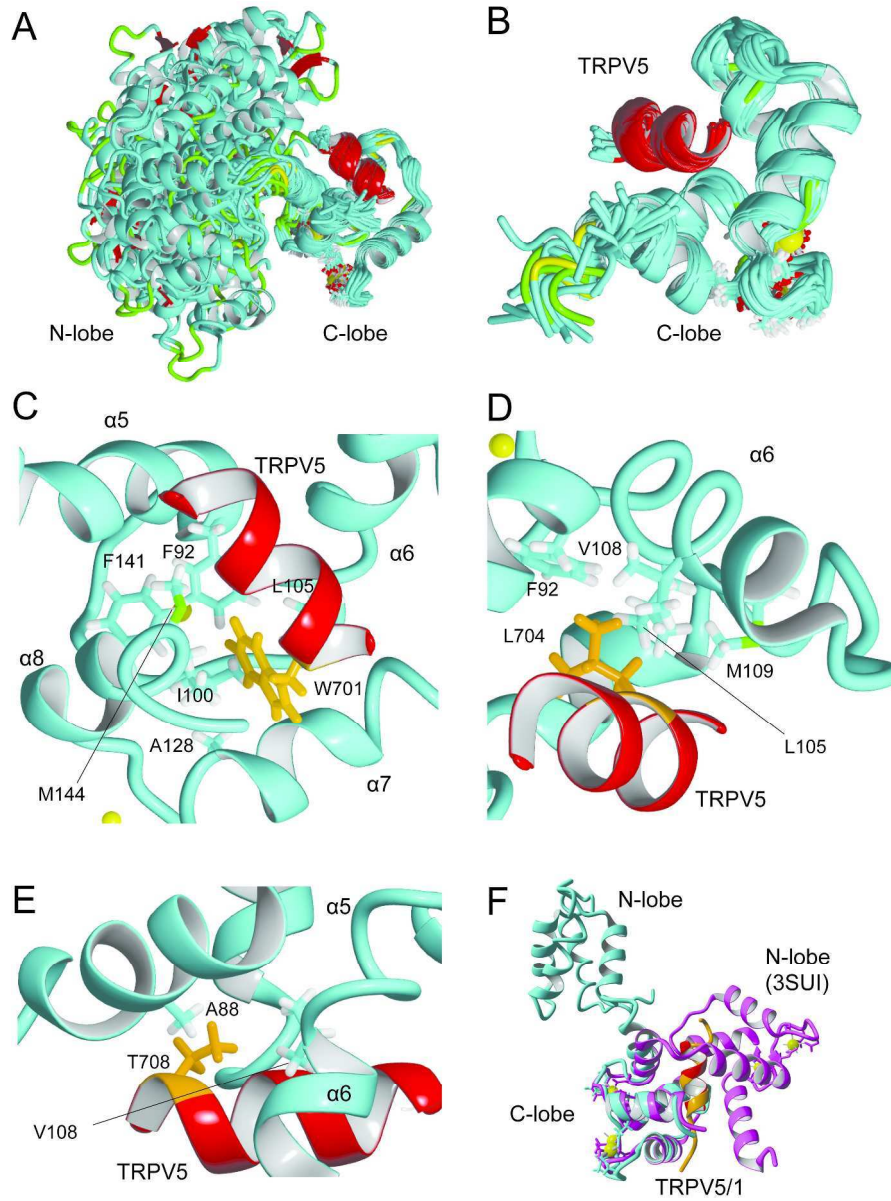 A
N-lobe
C-lobe
B
TRPV5
C-lobe
C
α5
TRPV5
F92
F141
α6
L105
α8
I100
W701
A128
M144
α7
D
α6
V108
F92
L704
M109
L105
TRPV5
E
α5
A88
T708
α6
V108
TRPV5
F
N-lobe
N-lobe
(3SUI)
C-lobe
TRPV5/1